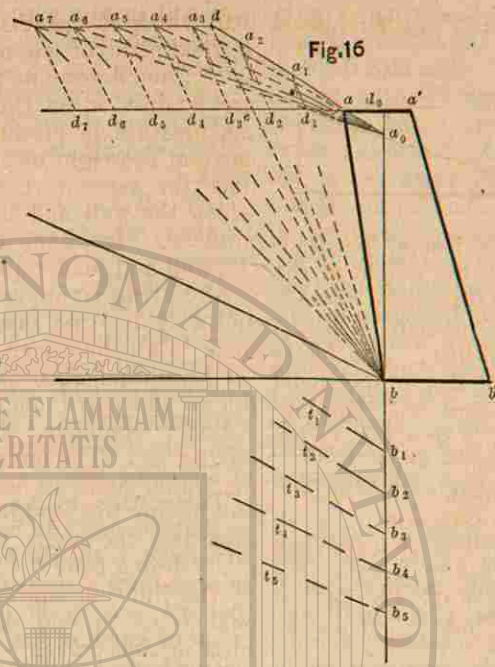 Fig.16
a₇ a₆ a₅ a₄ a₃ d
a₂
a₁
a d₀ a'
d₇ d₆ d₅ d₄ d₃ e d₂ d₁
a₀
NOMA D NVEVO
E FLAMMAM
ERITATIS
b b
t₁
b₁
t₂
b₂
t₃
b₃
t₄
b₄
t₅
b₅